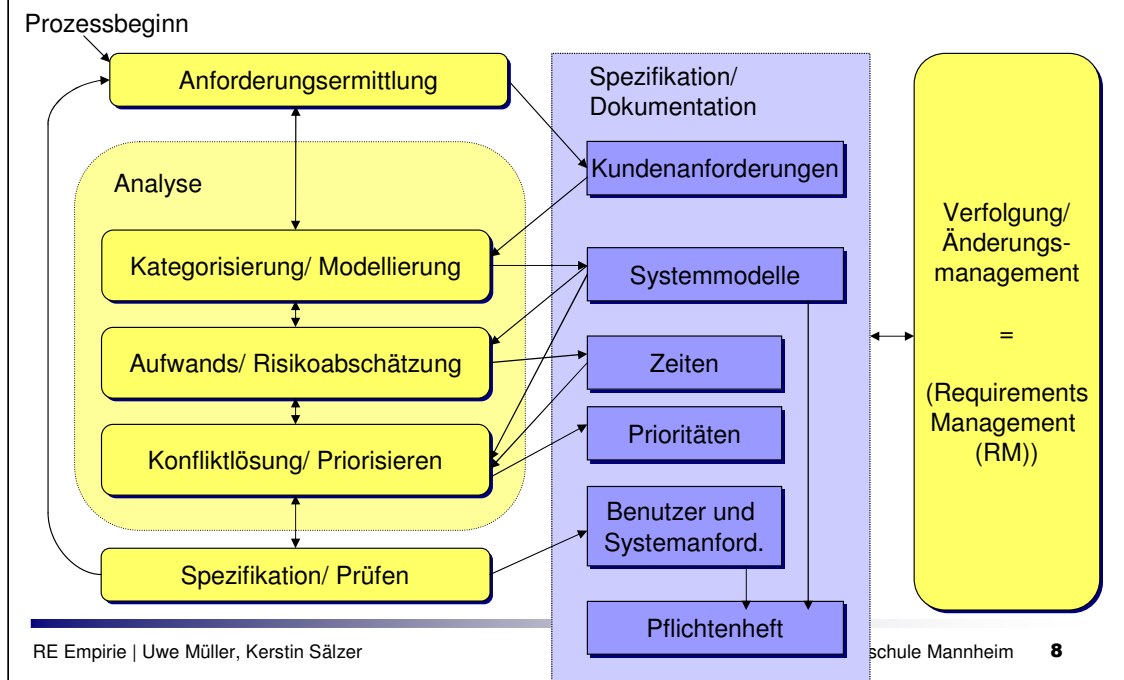 Prozessbeginn
Anforderungsermittlung
Analyse
Kategorisierung/ Modellierung
Aufwands/ Risikoabschätzung
Konfliktlösung/ Priorisieren
Spezifikation/ Prüfen
Spezifikation/
Dokumentation
Kundenanforderungen
Systemmodelle
Zeiten
Prioritäten
Benutzer und
Systemanford.
Pflichtenheft
Verfolgung/
Änderungs-
management
=
(Requirements
Management
(RM))
RE Empirie | Uwe Müller, Kerstin Sälzer
schule Mannheim 8